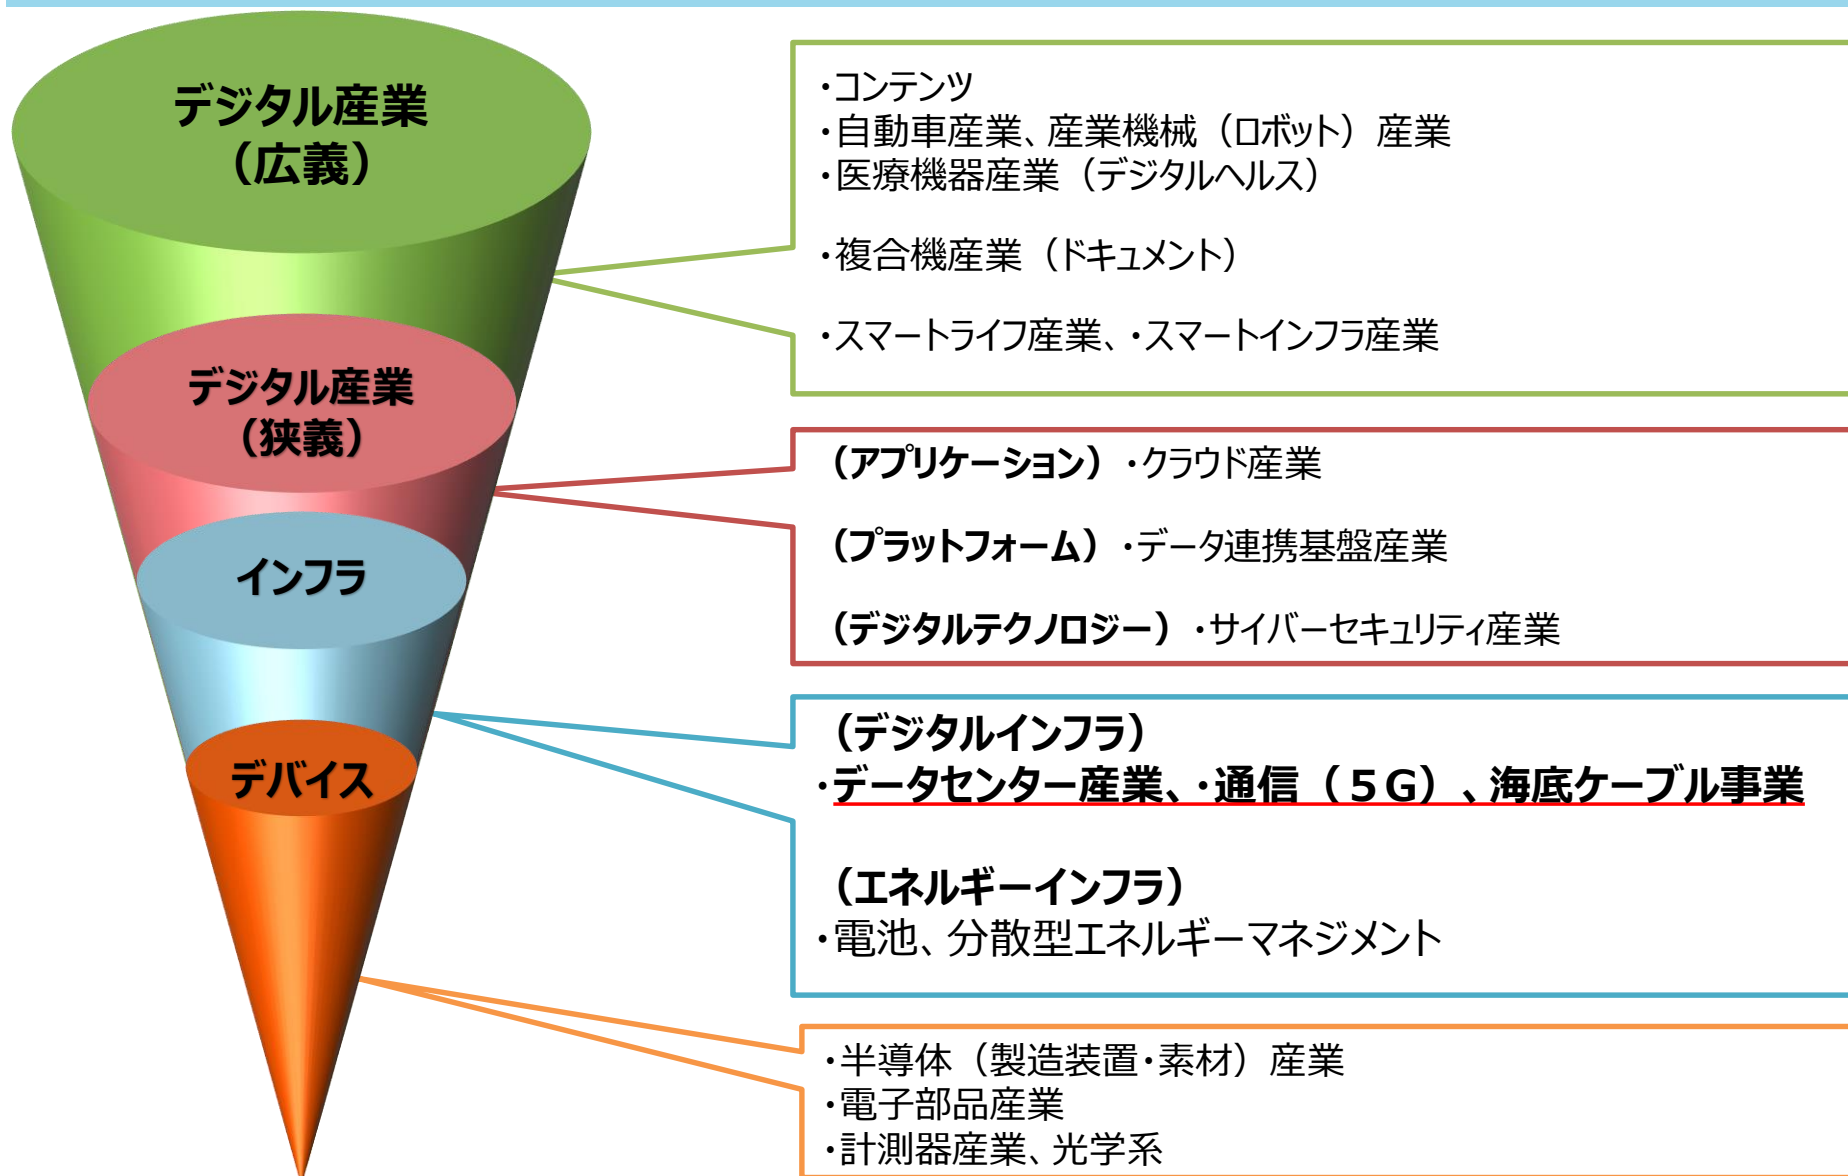 デジタル産業
（広義）
・コンテンツ
・自動車産業、産業機械（ロボット）産業
・医療機器産業（デジタルヘルス）
・複合機産業（ドキュメント）
・スマートライフ産業、・スマートインフラ産業
デジタル産業
（狭義）
（アプリケーション）・クラウド産業
（プラットフォーム）・データ連携基盤産業
（デジタルテクノロジー）・サイバーセキュリティ産業
インフラ
（デジタルインフラ）
・データセンター産業、・通信（５G）、海底ケーブル事業
（エネルギーインフラ）
・電池、分散型エネルギーマネジメント
デバイス
・半導体（製造装置・素材）産業
・電子部品産業
・計測器産業、光学系